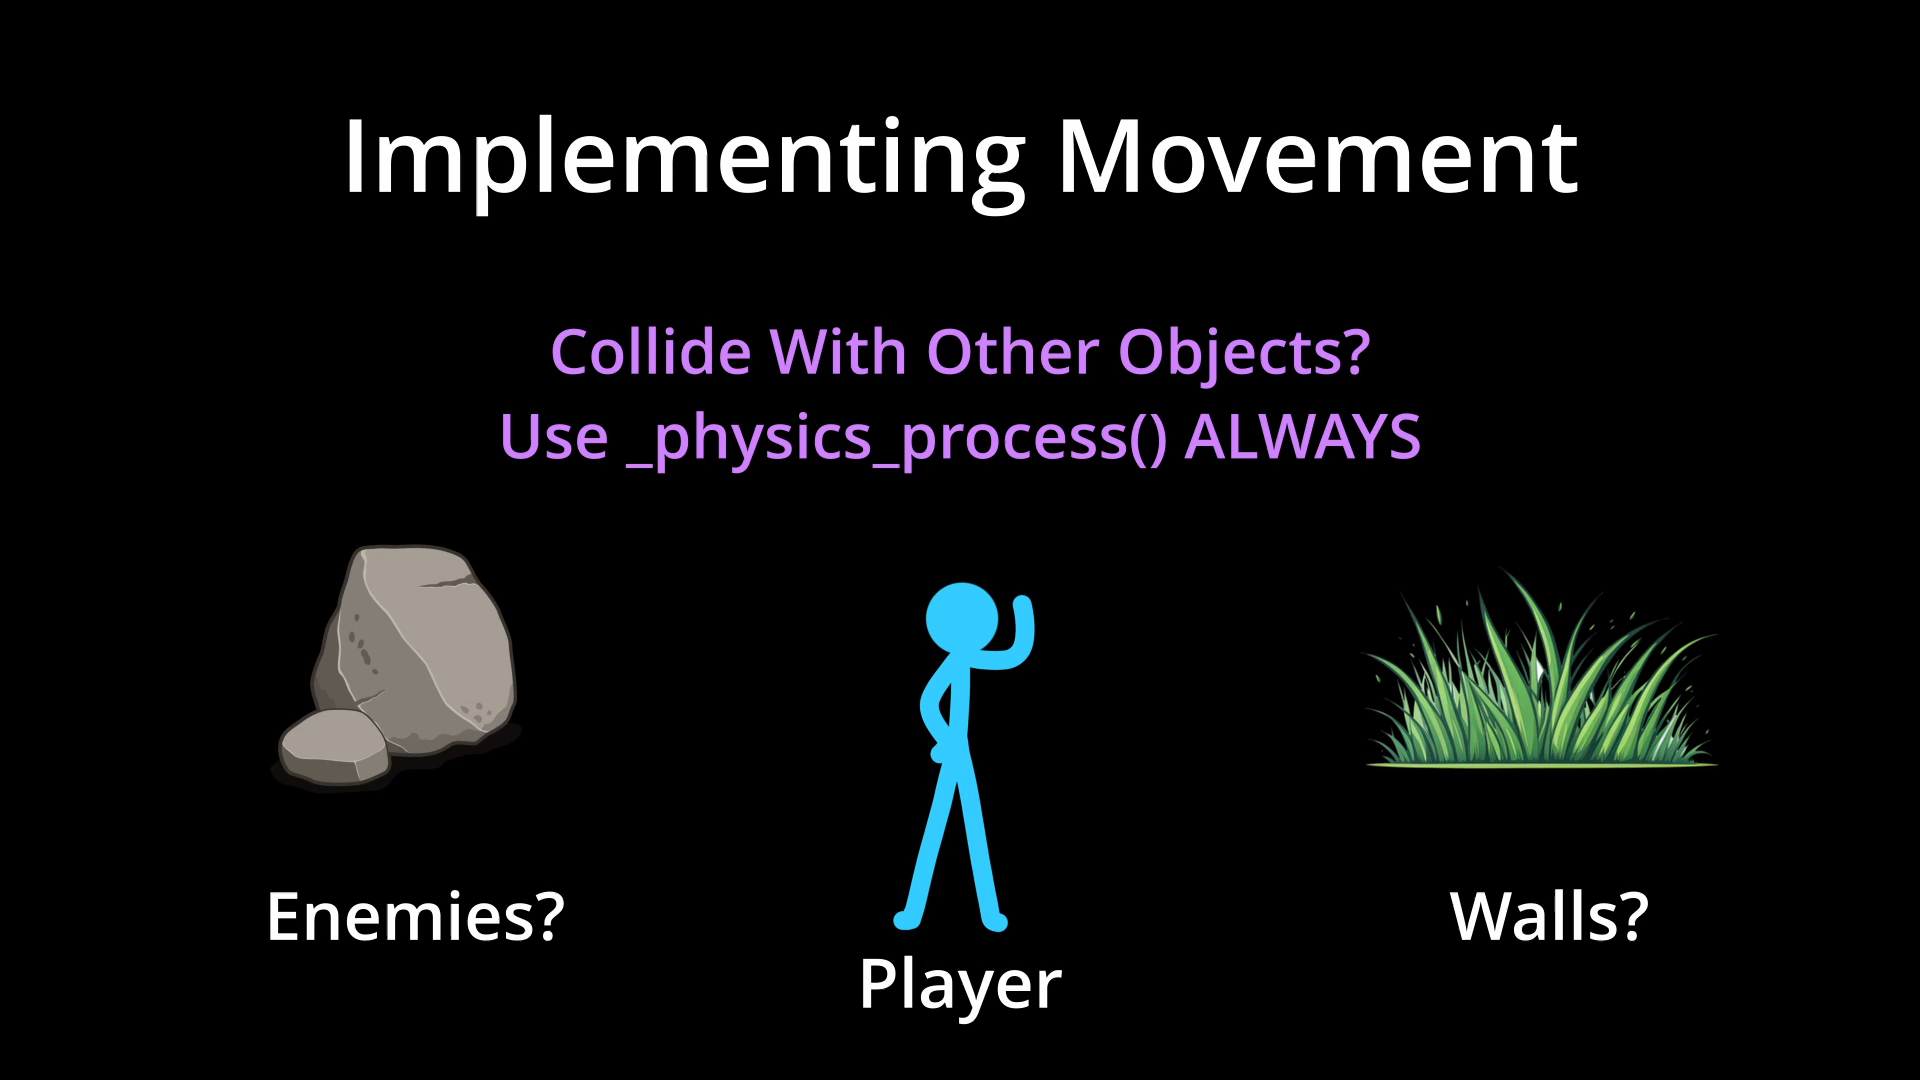 Implementing Movement
Collide With Other Objects?
Use _physics_process() ALWAYS
Enemies?
Player
Walls?